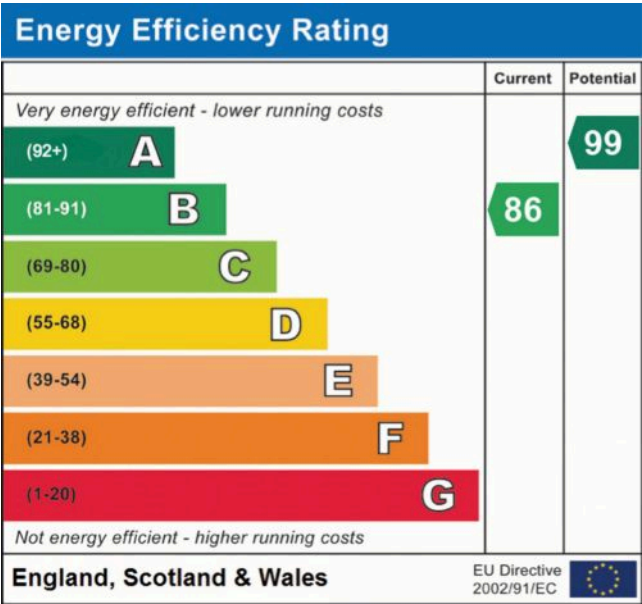 Energy Efficiency Rating
Current Potential
Very energy efficient - lower running costs
(92+) A 99
(81-91) B 86
(69-80) C
(55-68) D
(39-54) E
(21-38) F
(1-20) G
Not energy efficient - higher running costs
England, Scotland & Wales
EU Directive
2002/91/EC